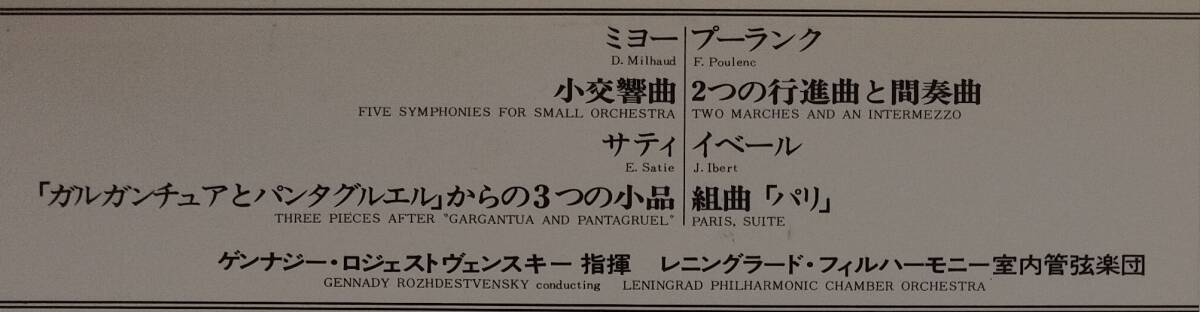 ミヨー
D. Milhaud
小交響曲
FIVE SYMPHONIES FOR SMALL ORCHESTRA
サティ
E. Satie
「ガルガンチュアとパンタグルエル」からの3つの小品
THREE PIECES AFTER "GARGANTUA AND PANTAGRUEL"
プーランク
F. Poulenc
2つの行進曲と間奏曲
TWO MARCHES AND AN INTERMEZZO
イベール
J. Ibert
組曲「パリ」
PARIS, SUITE
ゲンナジー・ロジェストヴェンスキー 指揮 レニングラード・フィルハーモニー室内管弦楽団
GENNADY ROZHDESTVENSKY conducting LENINGRAD PHILHARMONIC CHAMBER ORCHESTRA